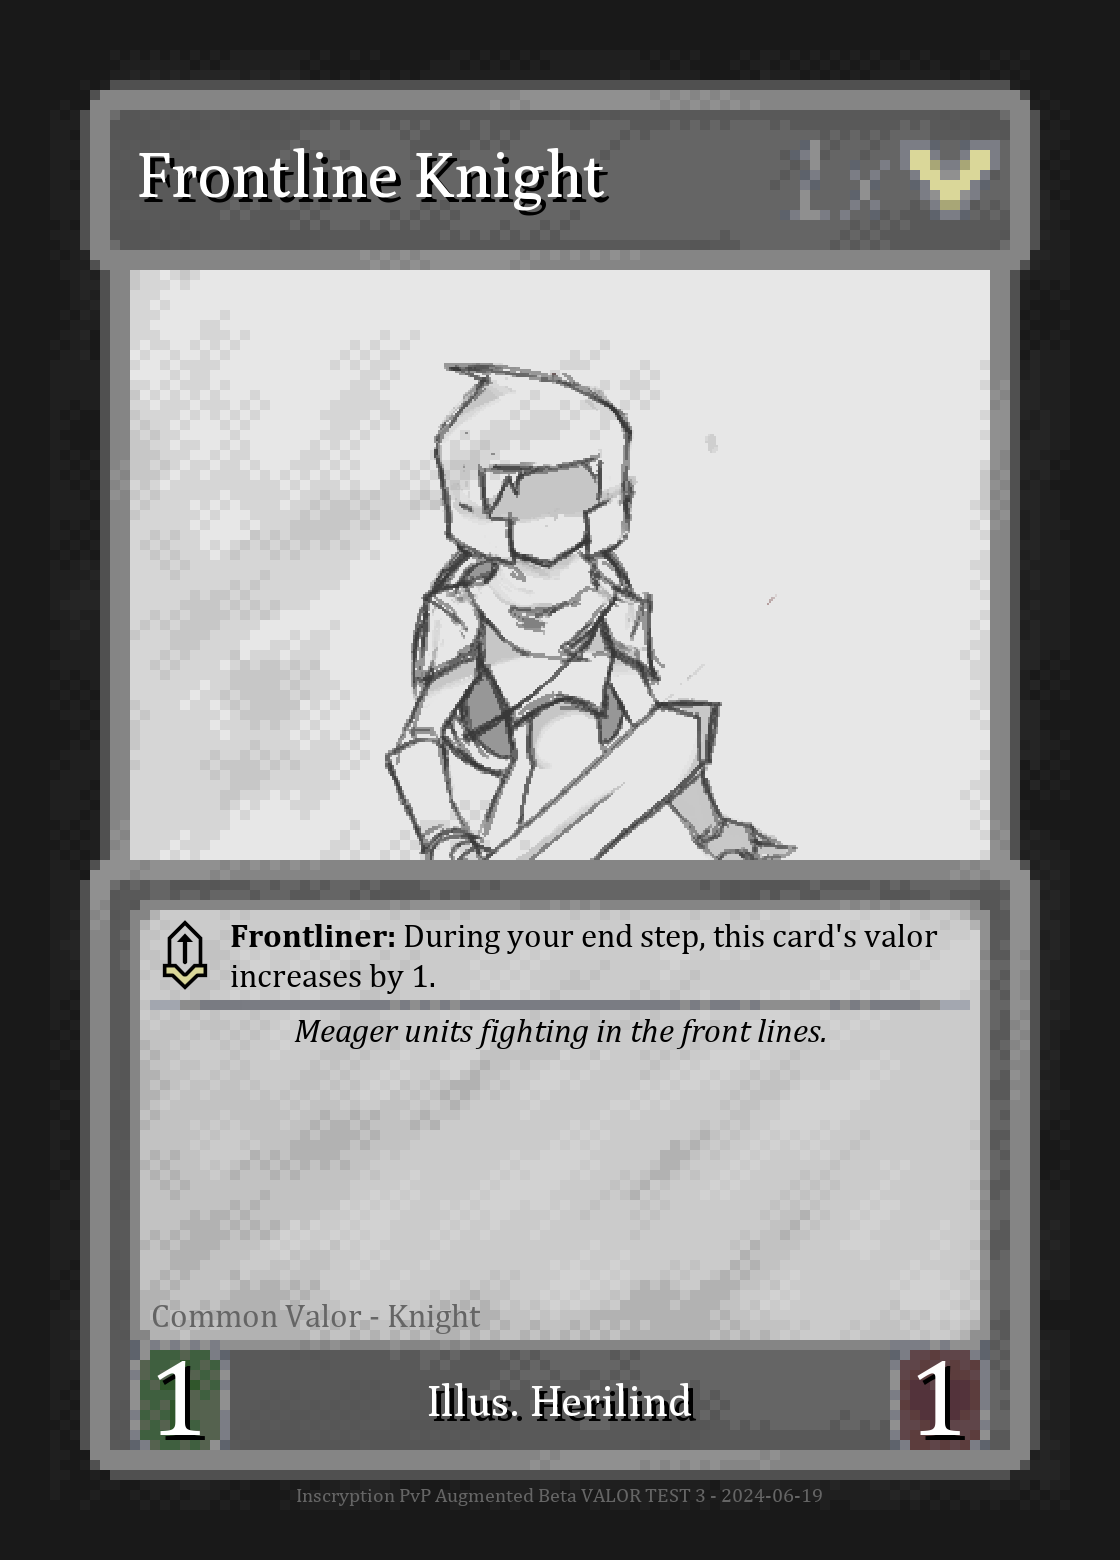 Frontline Knight 1x
Frontliner: During your end step, this card's valor
increases by 1.
Meager units fighting in the front lines.
Common Valor - Knight
1 Illus. Herilind 1
Inscryption PvP Augmented Beta VALOR TEST 3 - 2024-06-19